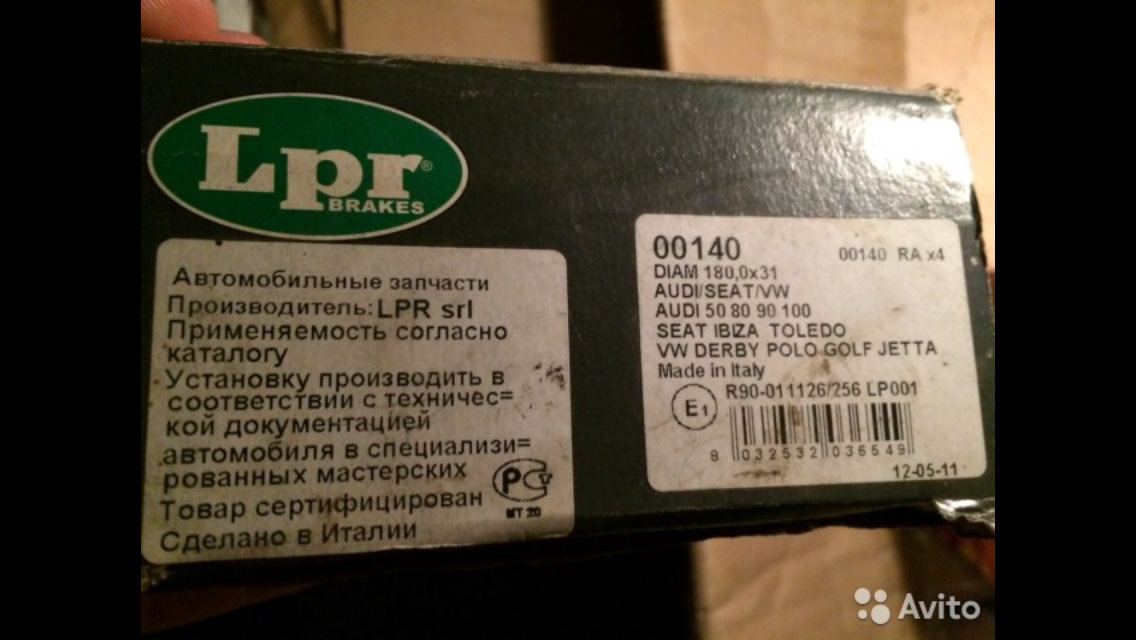 Lpr®
BRAKES
Автомобильные запчасти
Производитель: LPR srl
Применяемость согласно
каталогу
Установку производить в
соответствии с техничес=
кой документацией
автомобиля в специализи=
рованных мастерских
Товар сертифицирован
Сделано в Италии
РСТ
МТ 20
00140
00140 RA x4
DIAM 180,0x31
AUDI/SEAT/VW
AUDI 50 80 90 100
SEAT IBIZA TOLEDO
VW DERBY POLO GOLF JETTA
Made in Italy
E1
R90-011126/256 LP001
8 032532 036549
12-05-11
Avito